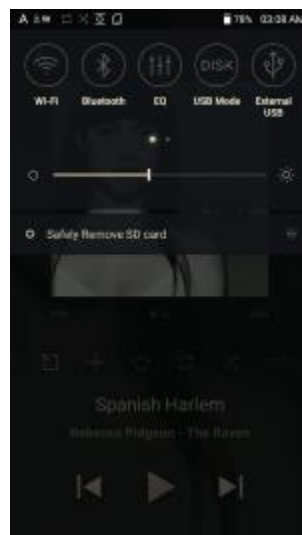 A 78% 03:08 AM
DISK
Wi-Fi Bluetooth EQ USB Mode External
USB
Safely Remove SD card
Spanish Harlem
Rebecca Pidgeon - The Raven